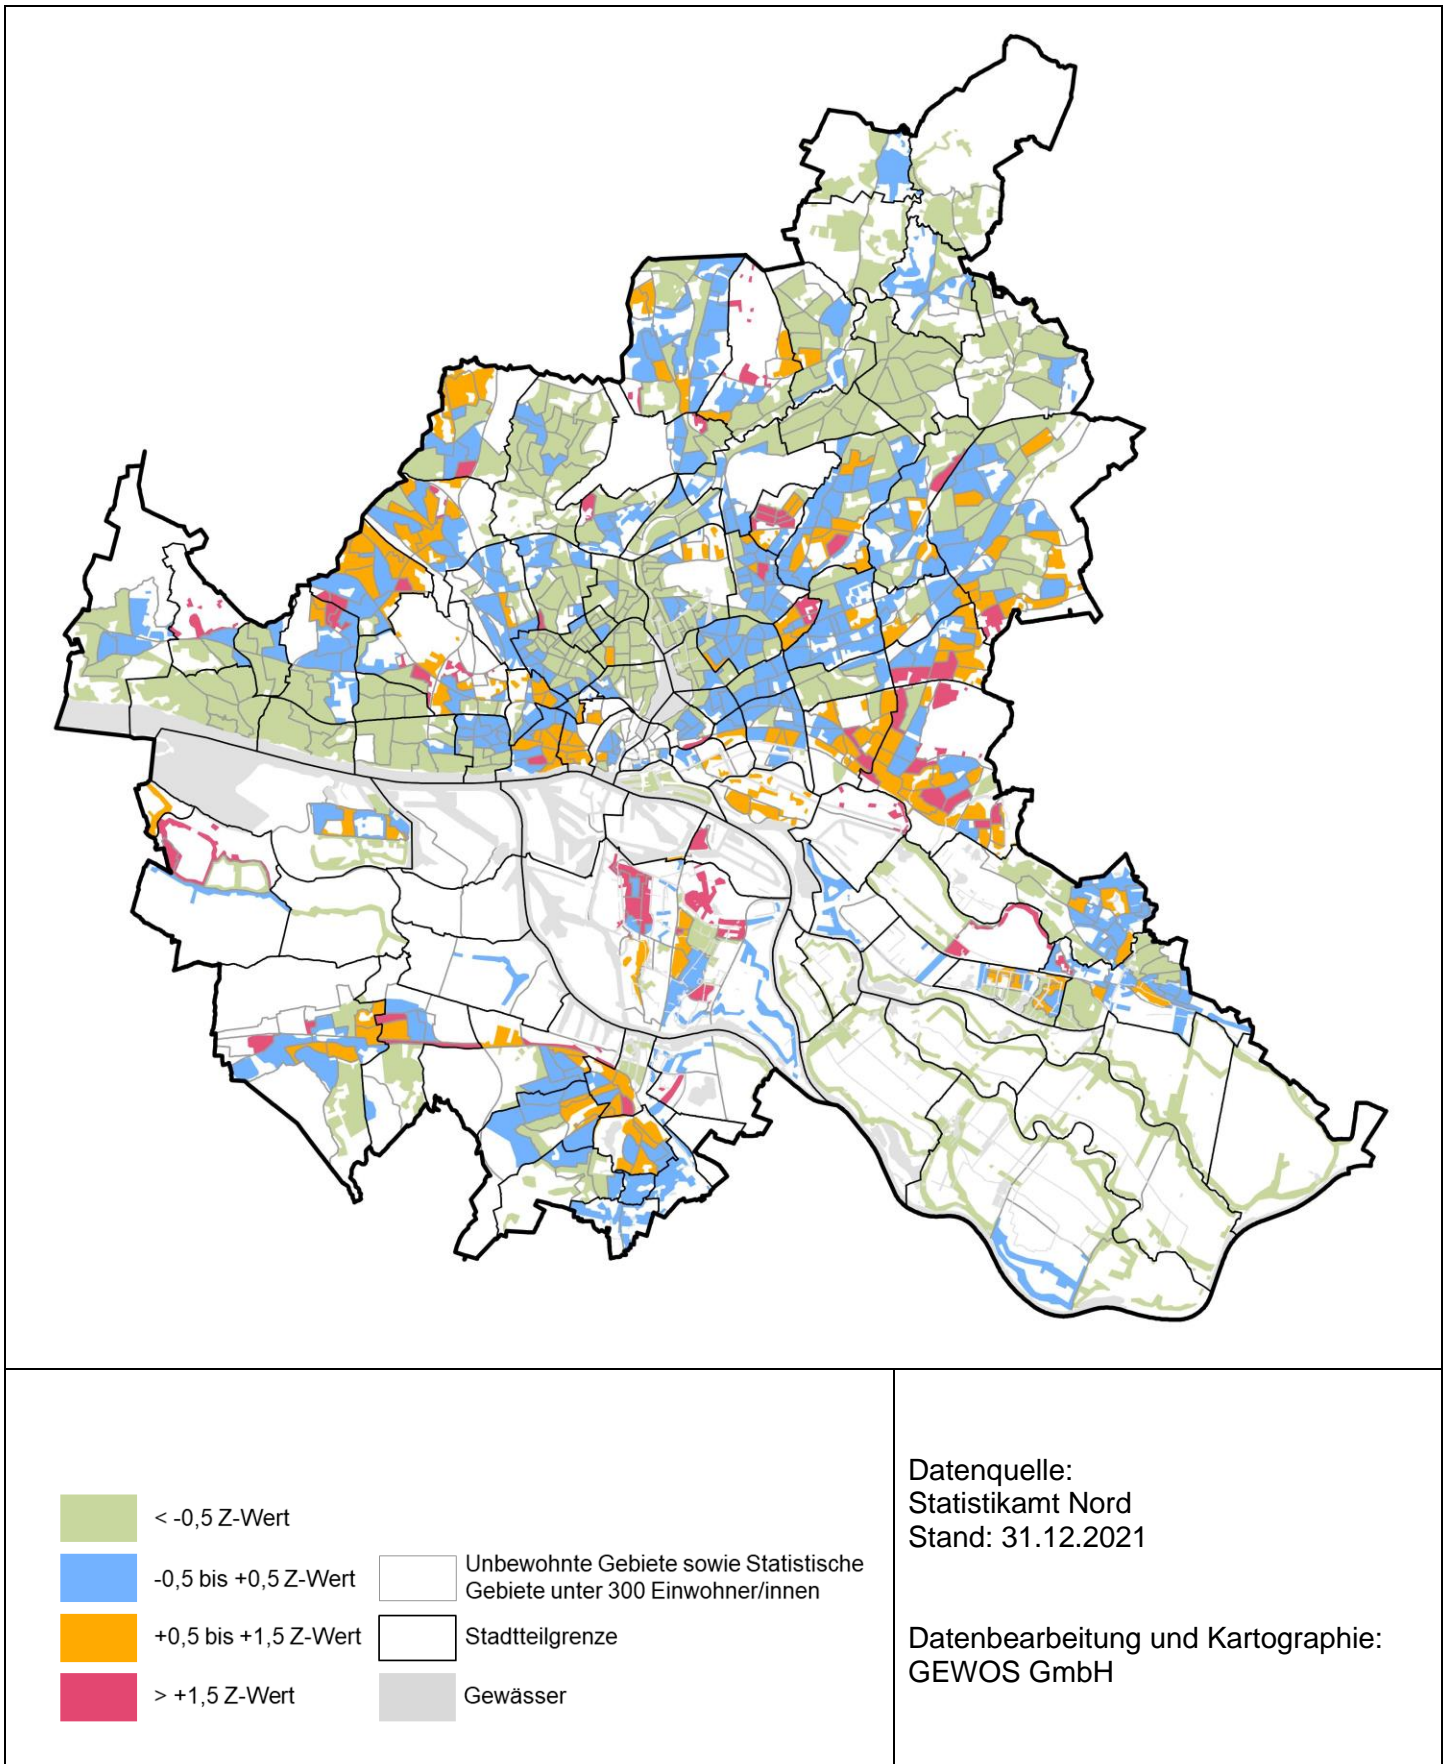 < -0,5 Z-Wert
-0,5 bis +0,5 Z-Wert
+0,5 bis +1,5 Z-Wert
> +1,5 Z-Wert
Unbewohnte Gebiete sowie Statistische
Gebiete unter 300 Einwohner/innen
Stadtteilgrenze
Gewässer
Datenquelle:
Statistikamt Nord
Stand: 31.12.2021
Datenbearbeitung und Kartographie:
GEWOS GmbH